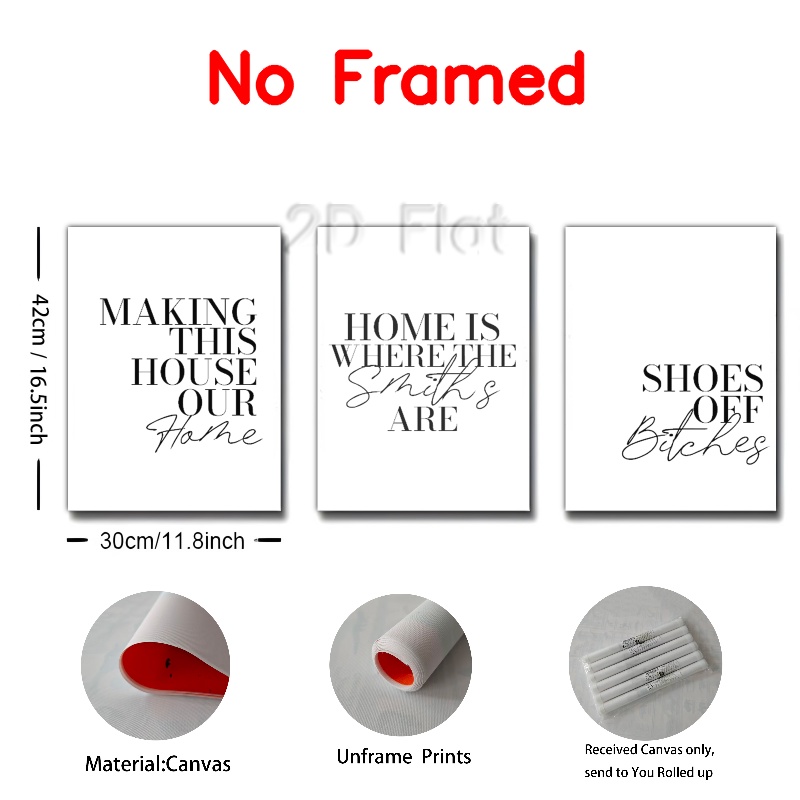 No Framed
2D Flat
42cm / 16.5inch
MAKING
THIS
HOUSE
OUR
Home
HOME IS
WHERE THE
Smith's
ARE
SHOES
OFF
Bitches
30cm/11.8inch
Material:Canvas
Unframe Prints
Received Canvas only,
send to You Rolled up